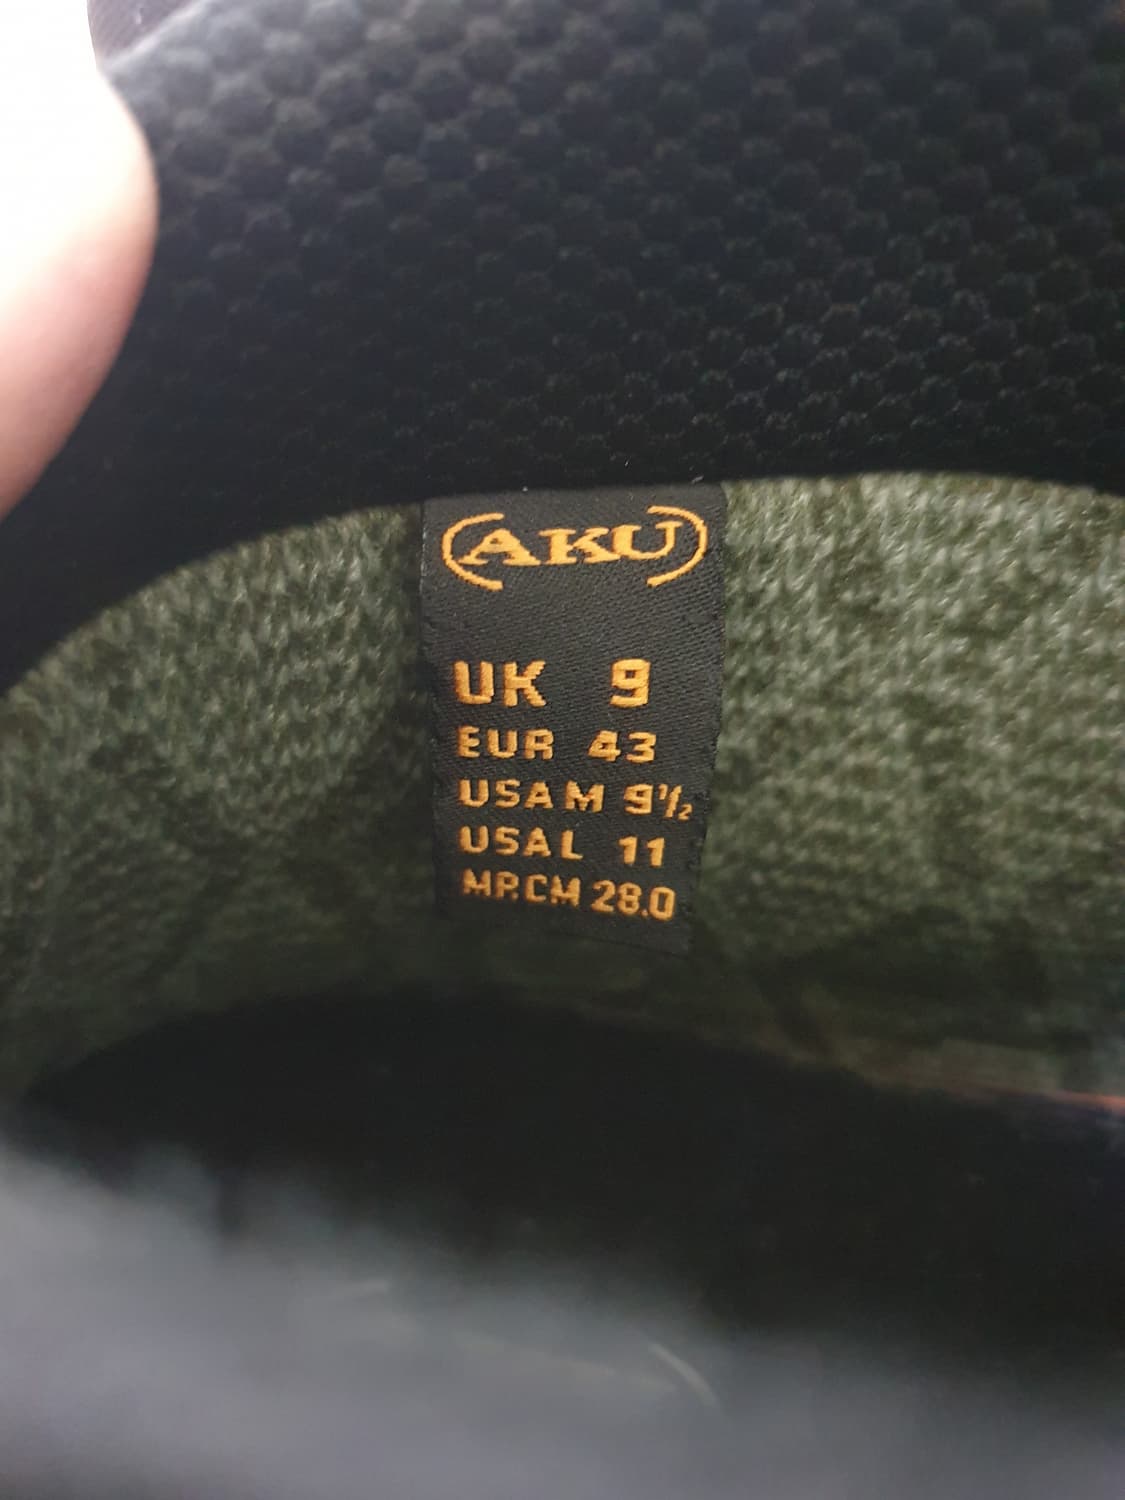 (AKU)
UK 9
EUR 43
USA M 9½
USA L 11
MP.CM 28.0